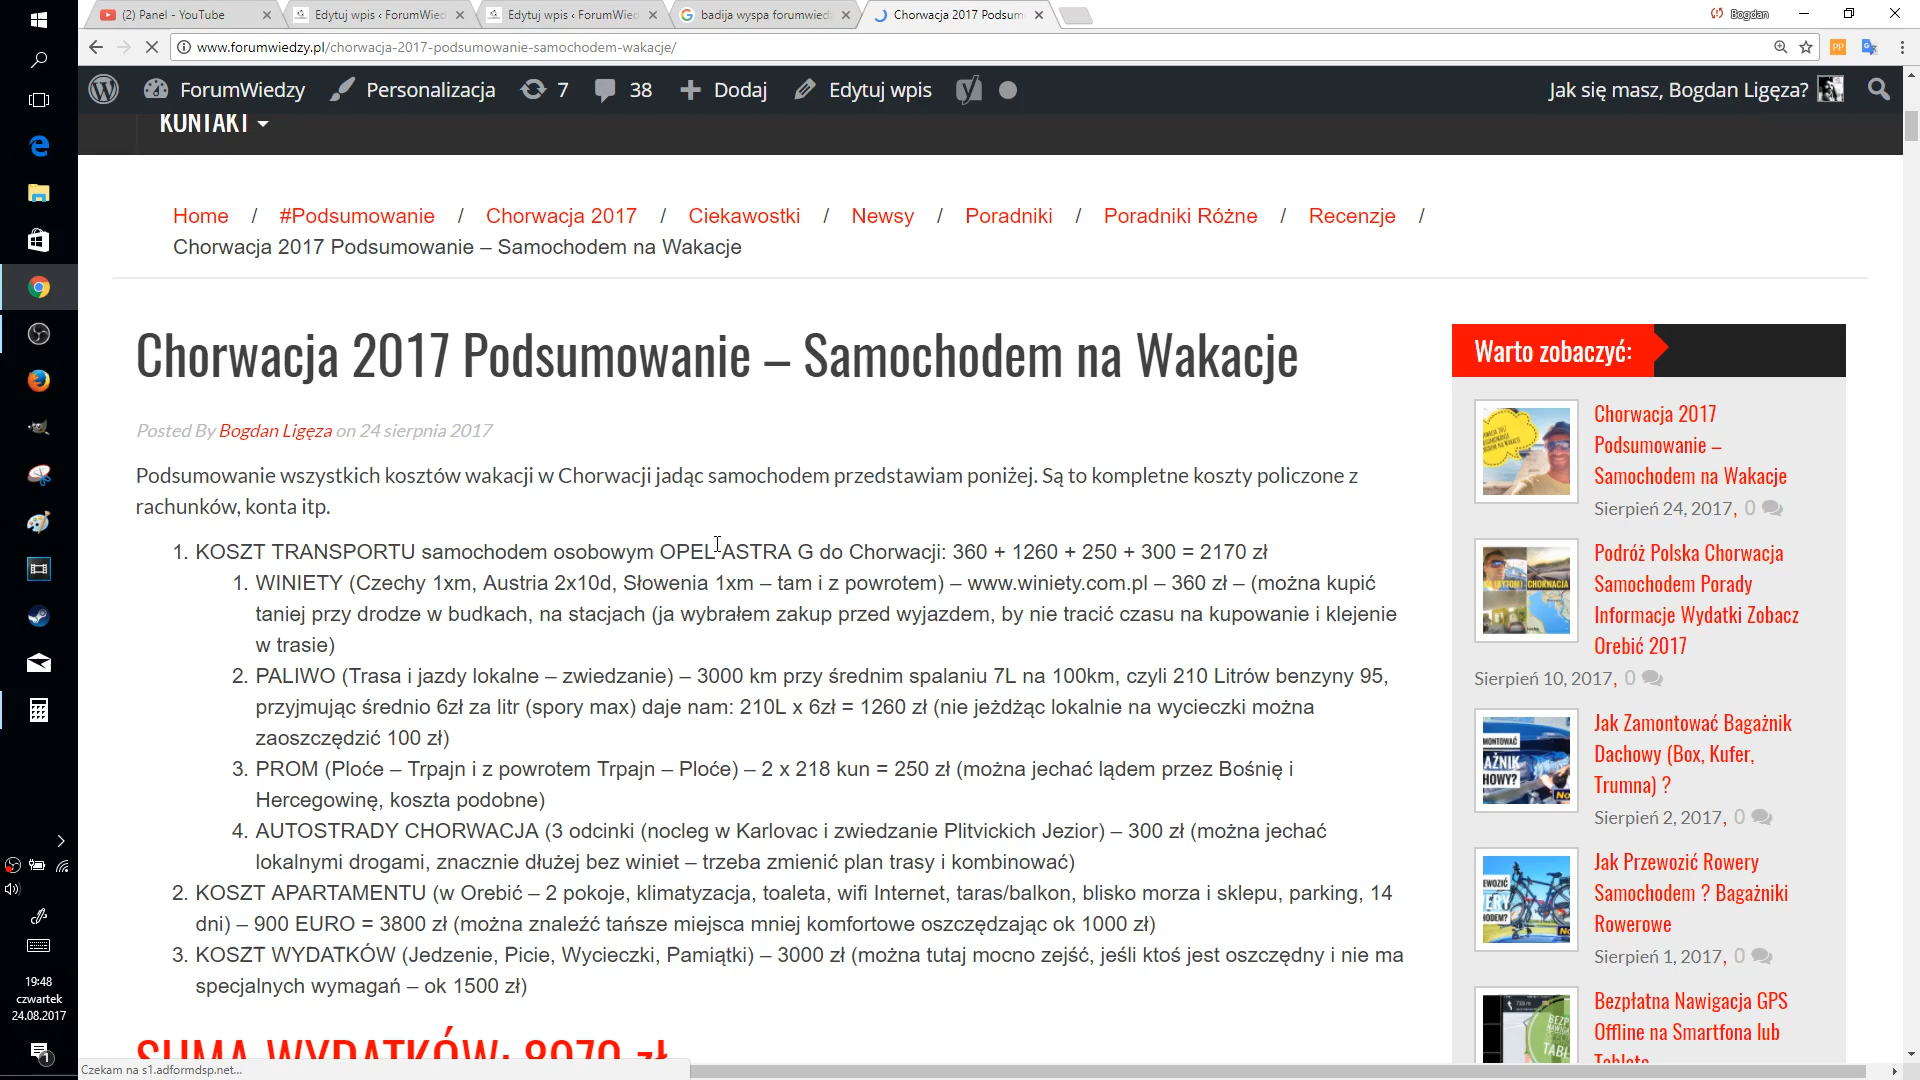 (2) Panel - YouTube
Edytuj wpis ‹ ForumWied
Edytuj wpis ‹ ForumWied
badija wyspa forumwied
Chorwacja 2017 Podsum
Bogdan
www.forumwiedzy.pl/chorwacja-2017-podsumowanie-samochodem-wakacje/
PP
ForumWiedzy
Personalizacja
7
38
Dodaj
Edytuj wpis
Jak się masz, Bogdan Ligęza?
KONTAKT
Home / #Podsumowanie / Chorwacja 2017 / Ciekawostki / Newsy / Poradniki / Poradniki Różne / Recenzje /
Chorwacja 2017 Podsumowanie – Samochodem na Wakacje
Chorwacja 2017 Podsumowanie – Samochodem na Wakacje
Posted By Bogdan Ligęza on 24 sierpnia 2017
Podsumowanie wszystkich kosztów wakacji w Chorwacji jadąc samochodem przedstawiam poniżej. Są to kompletne koszty policzone z
rachunków, konta itp.
1. KOSZT TRANSPORTU samochodem osobowym OPEL ASTRA G do Chorwacji: 360 + 1260 + 250 + 300 = 2170 zł
1. WINIETY (Czechy 1xm, Austria 2x10d, Słowenia 1xm – tam i z powrotem) – www.winiety.com.pl – 360 zł – (można kupić
taniej przy drodze w budkach, na stacjach (ja wybrałem zakup przed wyjazdem, by nie tracić czasu na kupowanie i klejenie
w trasie)
2. PALIWO (Trasa i jazdy lokalne – zwiedzanie) – 3000 km przy średnim spalaniu 7L na 100km, czyli 210 Litrów benzyny 95,
przyjmując średnio 6zł za litr (spory max) daje nam: 210L x 6zł = 1260 zł (nie jeżdżąc lokalnie na wycieczki można
zaoszczędzić 100 zł)
3. PROM (Ploće – Trpajn i z powrotem Trpajn – Ploće) – 2 x 218 kun = 250 zł (można jechać lądem przez Bośnię i
Hercegowinę, koszta podobne)
4. AUTOSTRADY CHORWACJA (3 odcinki (nocleg w Karlovac i zwiedzanie Plitvickich Jezior) – 300 zł (można jechać
lokalnymi drogami, znacznie dłużej bez winiet – trzeba zmienić plan trasy i kombinować)
2. KOSZT APARTAMENTU (w Orebić – 2 pokoje, klimatyzacja, toaleta, wifi Internet, taras/balkon, blisko morza i sklepu, parking, 14
dni) – 900 EURO = 3800 zł (można znaleźć tańsze miejsca mniej komfortowe oszczędzając ok 1000 zł)
3. KOSZT WYDATKÓW (Jedzenie, Picie, Wycieczki, Pamiątki) – 3000 zł (można tutaj mocno zejść, jeśli ktoś jest oszczędny i nie ma
specjalnych wymagań – ok 1500 zł)
SUMA WYDATKÓW: 8970 zł
Warto zobaczyć:
Chorwacja 2017
Podsumowanie –
Samochodem na Wakacje
Sierpień 24, 2017, 0
Podróż Polska Chorwacja
Samochodem Porady
Informacje Wydatki Zobacz
Orebić 2017
Sierpień 10, 2017, 0
Jak Zamontować Bagażnik
Dachowy (Box, Kufer,
Trumna) ?
Sierpień 2, 2017, 0
Jak Przewozić Rowery
Samochodem ? Bagażniki
Rowerowe
Sierpień 1, 2017, 0
Bezpłatna Nawigacja GPS
Offline na Smartfona lub
Tableta
19:48
czwartek
24.08.2017
1
Czekam na s1.adformdsp.net...